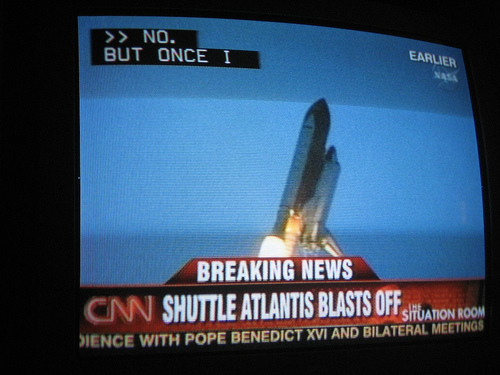 >> NO.
BUT ONCE I
EARLIER
NASA
BREAKING NEWS
CNN SHUTTLE ATLANTIS BLASTS OFF THE SITUATION ROOM
DIENCE WITH POPE BENEDICT XVI AND BILATERAL MEETINGS